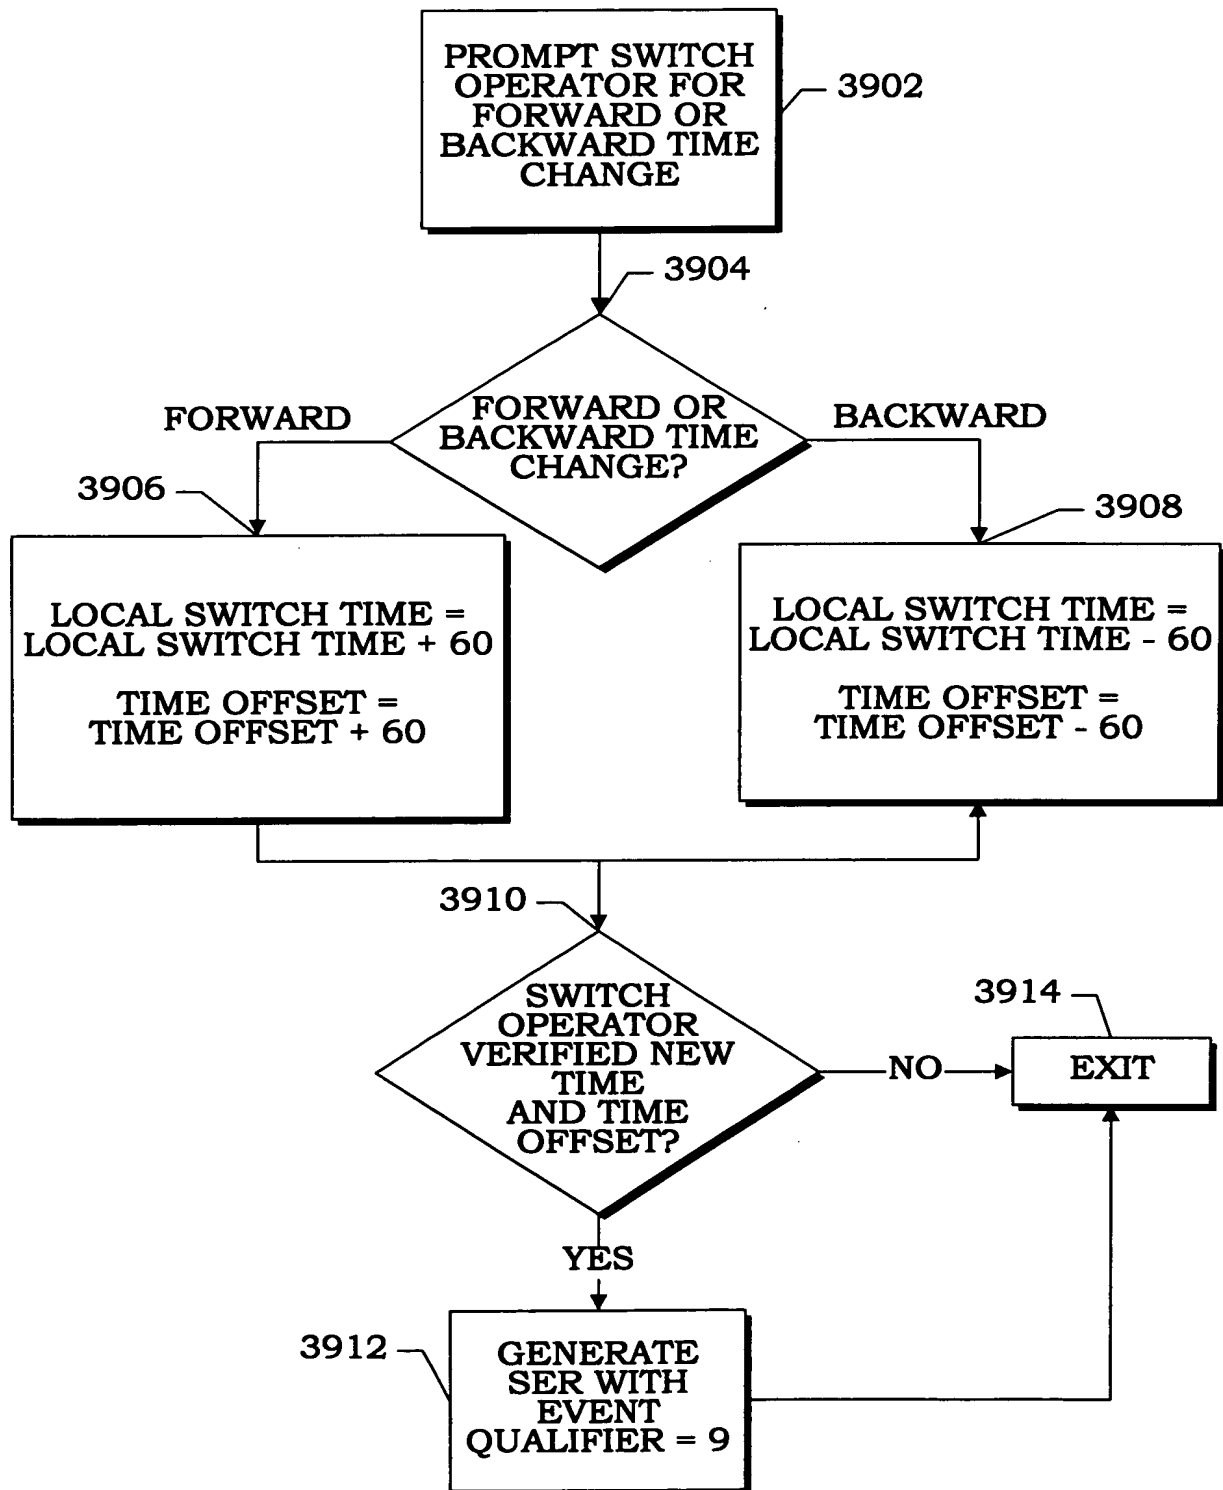 PROMPT SWITCH
OPERATOR FOR
FORWARD OR
BACKWARD TIME
CHANGE
3902
3904
FORWARD
FORWARD OR
BACKWARD TIME
CHANGE?
BACKWARD
3906
3908
LOCAL SWITCH TIME =
LOCAL SWITCH TIME + 60
TIME OFFSET =
TIME OFFSET + 60
LOCAL SWITCH TIME =
LOCAL SWITCH TIME - 60
TIME OFFSET =
TIME OFFSET - 60
3910
SWITCH
OPERATOR
VERIFIED NEW
TIME
AND TIME
OFFSET?
NO
3914
EXIT
YES
3912
GENERATE
SER WITH
EVENT
QUALIFIER = 9